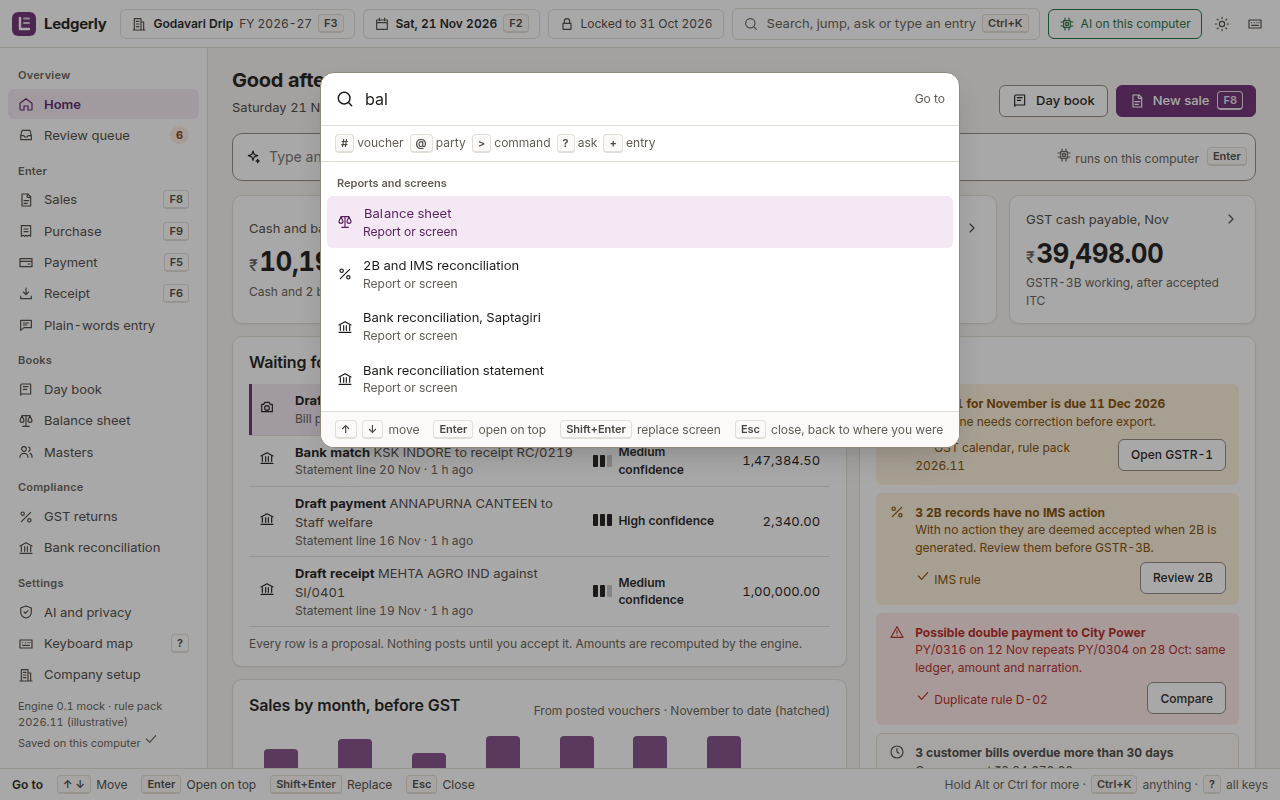 Ledgerly
Godavari Drip FY 2026-27 F3
Sat, 21 Nov 2026 F2
Locked to 31 Oct 2026
Search, jump, ask or type an entry Ctrl+K
AI on this computer
Overview
Home
Review queue 6
Enter
Sales F8
Purchase F9
Payment F5
Receipt F6
Plain-words entry
Books
Day book
Balance sheet
Masters
Compliance
GST returns
Bank reconciliation
Settings
AI and privacy
Keyboard map ?
Company setup
Engine 0.1 mock · rule pack
2026.11 (illustrative)
Saved on this computer
Saturday 21 N
Day book
New sale F8
runs on this computer Enter
bal
Go to
# voucher @ party > command ? ask + entry
Reports and screens
Balance sheet
Report or screen
2B and IMS reconciliation
Report or screen
Bank reconciliation, Saptagiri
Report or screen
Bank reconciliation statement
Report or screen
↑ ↓ move Enter open on top Shift+Enter replace screen Esc close, back to where you were
GST cash payable, Nov
₹39,498.00
GSTR-3B working, after accepted
ITC
Bank match KSK INDORE to receipt RC/0219
Statement line 20 Nov · 1 h ago
Medium
confidence
1,47,384.50
Draft payment ANNAPURNA CANTEEN to
Staff welfare
Statement line 16 Nov · 1 h ago
High confidence
2,340.00
Draft receipt MEHTA AGRO IND against
SI/0401
Statement line 19 Nov · 1 h ago
Medium
confidence
1,00,000.00
Every row is a proposal. Nothing posts until you accept it. Amounts are recomputed by the engine.
Sales by month, before GST
From posted vouchers · November to date (hatched)
1 for November is due 11 Dec 2026
needs correction before export.
GST calendar, rule pack
2026.11
Open GSTR-1
3 2B records have no IMS action
With no action they are deemed accepted when 2B is
generated. Review them before GSTR-3B.
IMS rule
Review 2B
Possible double payment to City Power
PY/0316 on 12 Nov repeats PY/0304 on 28 Oct: same
ledger, amount and narration.
Duplicate rule D-02
Compare
3 customer bills overdue more than 30 days
Go to ↑↓ Move Enter Open on top Shift+Enter Replace Esc Close
Hold Alt or Ctrl for more · Ctrl+K anything · ? all keys